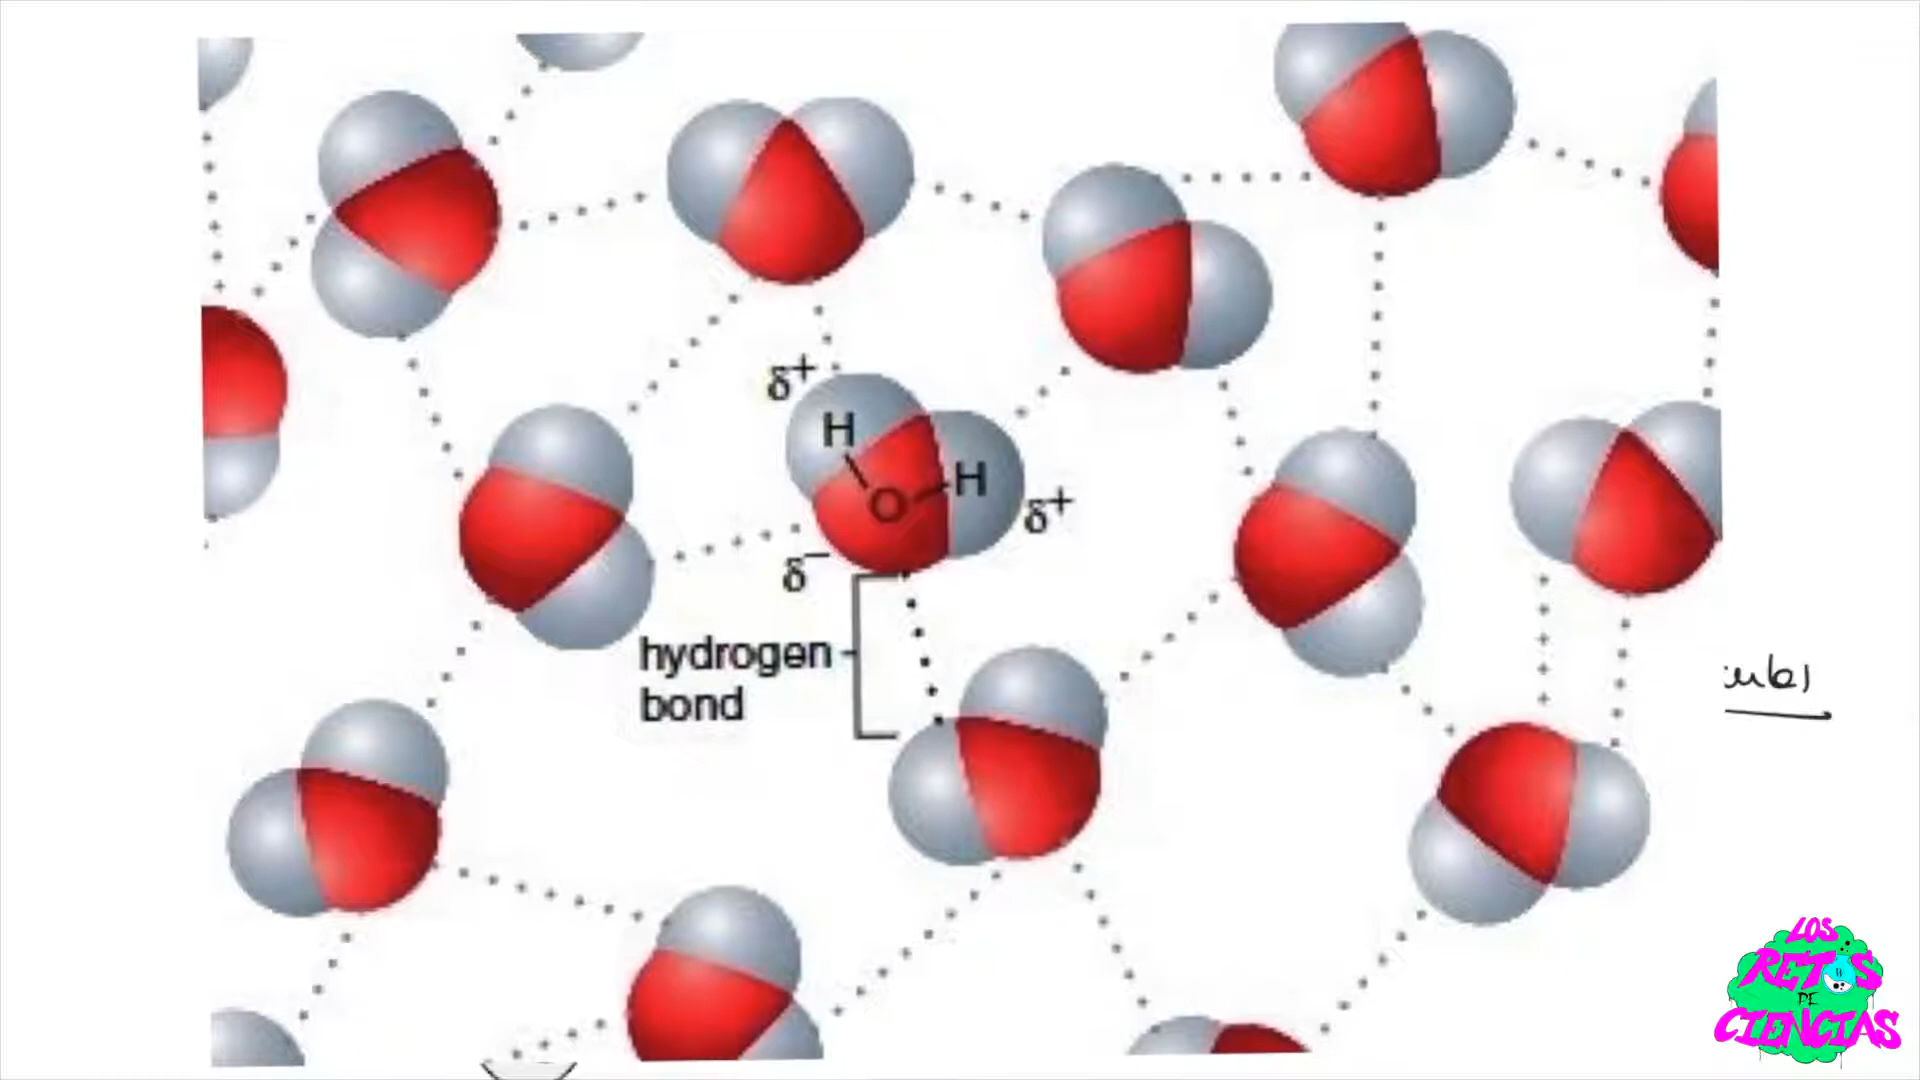 δ+
H
H
O
δ+
δ−
hydrogen
bond
LOS
RETOS
DE
CIENCIAS